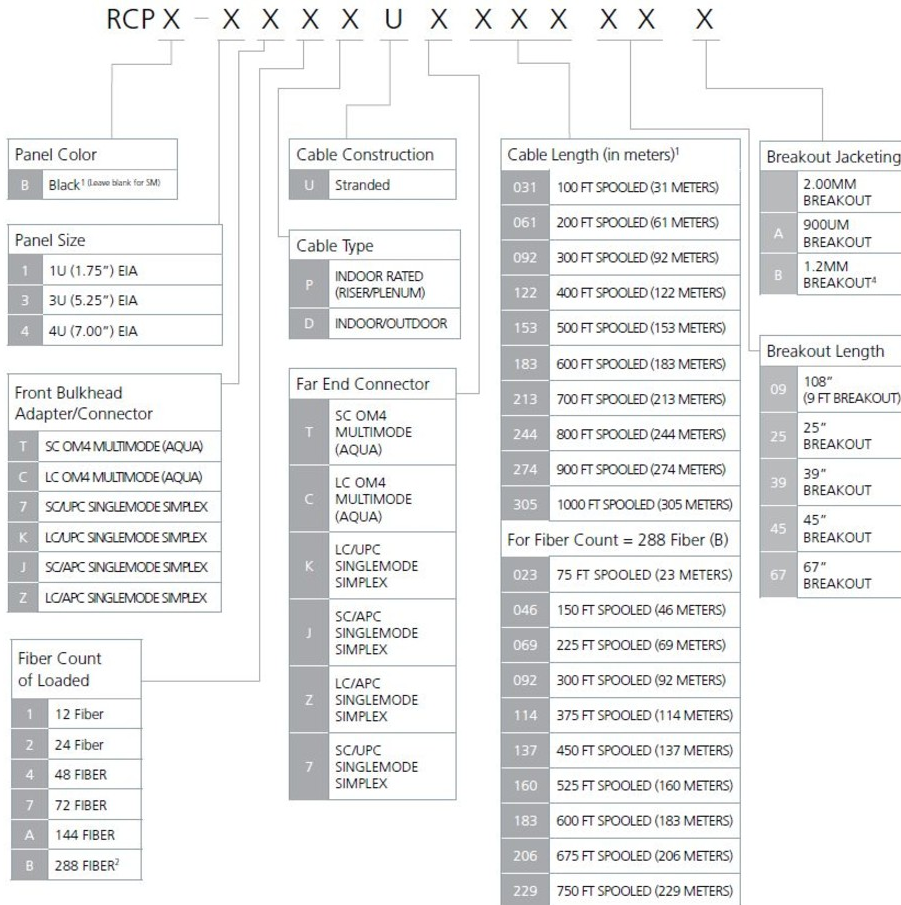 RCP X – X X X X U X X X X X X X
Panel Color
B Black¹ (Leave blank for SM)
Panel Size
1 1U (1.75”) EIA
3 3U (5.25”) EIA
4 4U (7.00”) EIA
Front Bulkhead
Adapter/Connector
T SC OM4 MULTIMODE (AQUA)
C LC OM4 MULTIMODE (AQUA)
7 SC/UPC SINGLEMODE SIMPLEX
K LC/UPC SINGLEMODE SIMPLEX
J SC/APC SINGLEMODE SIMPLEX
Z LC/APC SINGLEMODE SIMPLEX
Fiber Count
of Loaded
1 12 Fiber
2 24 Fiber
4 48 FIBER
7 72 FIBER
A 144 FIBER
B 288 FIBER²
Cable Construction
U Stranded
Cable Type
P INDOOR RATED
(RISER/PLENUM)
D INDOOR/OUTDOOR
Far End Connector
T SC OM4
MULTIMODE
(AQUA)
C LC OM4
MULTIMODE
(AQUA)
K LC/UPC
SINGLEMODE
SIMPLEX
J SC/APC
SINGLEMODE
SIMPLEX
Z LC/APC
SINGLEMODE
SIMPLEX
7 SC/UPC
SINGLEMODE
SIMPLEX
Cable Length (in meters)¹
031 100 FT SPOOLED (31 METERS)
061 200 FT SPOOLED (61 METERS)
092 300 FT SPOOLED (92 METERS)
122 400 FT SPOOLED (122 METERS)
153 500 FT SPOOLED (153 METERS)
183 600 FT SPOOLED (183 METERS)
213 700 FT SPOOLED (213 METERS)
244 800 FT SPOOLED (244 METERS)
274 900 FT SPOOLED (274 METERS)
305 1000 FT SPOOLED (305 METERS)
For Fiber Count = 288 Fiber (B)
023 75 FT SPOOLED (23 METERS)
046 150 FT SPOOLED (46 METERS)
069 225 FT SPOOLED (69 METERS)
092 300 FT SPOOLED (92 METERS)
114 375 FT SPOOLED (114 METERS)
137 450 FT SPOOLED (137 METERS)
160 525 FT SPOOLED (160 METERS)
183 600 FT SPOOLED (183 METERS)
206 675 FT SPOOLED (206 METERS)
229 750 FT SPOOLED (229 METERS)
Breakout Jacketing
2.00MM
BREAKOUT
A 900UM
BREAKOUT
B 1.2MM
BREAKOUT⁴
Breakout Length
09 108”
(9 FT BREAKOUT)
25 25”
BREAKOUT
39 39”
BREAKOUT
45 45”
BREAKOUT
67 67”
BREAKOUT